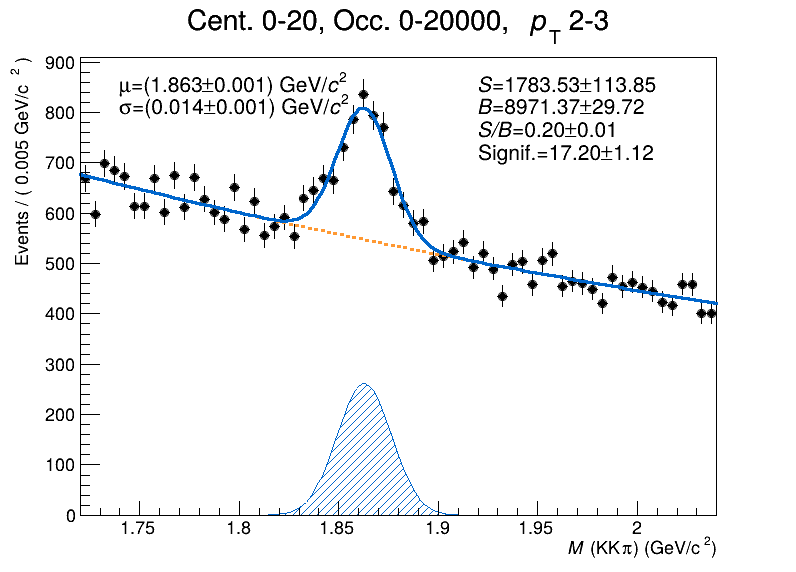 Cent. 0-20, Occ. 0-20000, p_T 2-3
Events / ( 0.005 GeV/c ²)
900
800
700
600
500
400
300
200
100
0
μ=(1.863±0.001) GeV/c²
σ=(0.014±0.001) GeV/c²
S=1783.53±113.85
B=8971.37±29.72
S/B=0.20±0.01
Signif.=17.20±1.12
1.75 1.8 1.85 1.9 1.95 2
M (KKπ) (GeV/c²)